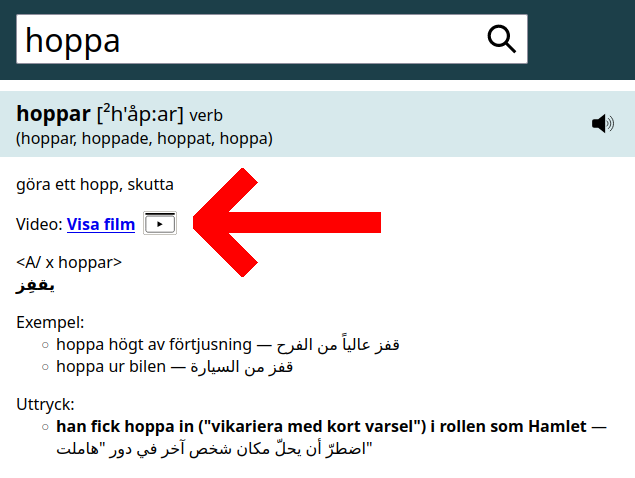 hoppa
hoppar [²h'åp:ar] verb
(hoppar, hoppade, hoppat, hoppa)
göra ett hopp, skutta
Video: Visa film
<A/ x hoppar>
يقفِز
Exempel:
○ hoppa högt av förtjusning — قفز عالياً من الفرح
○ hoppa ur bilen — قفز من السيارة
Uttryck:
○ han fick hoppa in ("vikariera med kort varsel") i rollen som Hamlet —
اضطرّ أن يحلّ مكان شخص آخر في دور "هاملت"